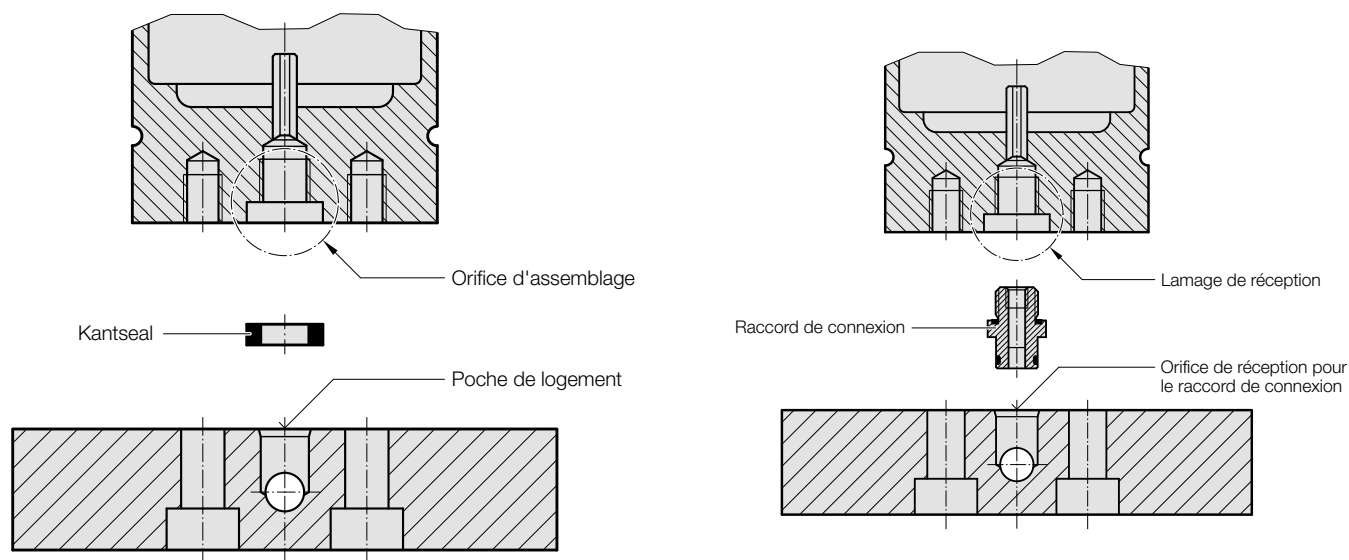 Orifice d'assemblage
Kantseal
Poche de logement
Lamage de réception
Raccord de connexion
Orifice de réception pour
le raccord de connexion